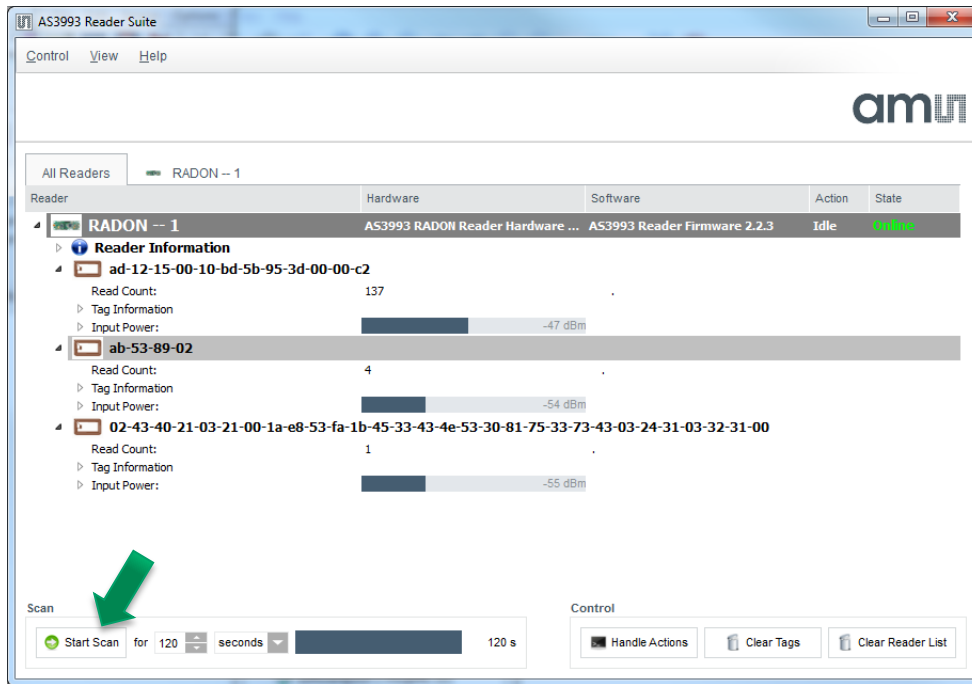 AS3993 Reader Suite
Control View Help
am
All Readers RADON -- 1
Reader Hardware Software Action State
RADON -- 1 AS3993 RADON Reader Hardware ... AS3993 Reader Firmware 2.2.3 Idle Online
Reader Information
ad-12-15-00-10-bd-5b-95-3d-00-00-c2
Read Count: 137 .
Tag Information
Input Power: -47 dBm
ab-53-89-02
Read Count: 4 .
Tag Information
Input Power: -54 dBm
02-43-40-21-03-21-00-1a-e8-53-fa-1b-45-33-43-4e-53-30-81-75-33-73-43-03-24-31-03-32-31-00
Read Count: 1 .
Tag Information
Input Power: -55 dBm
Scan Control
Start Scan for 120 seconds 120 s Handle Actions Clear Tags Clear Reader List